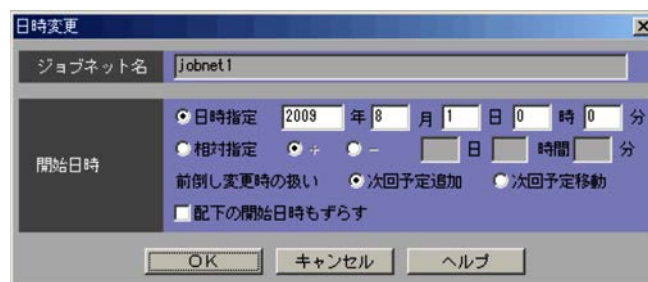 日時変更
ジョブネット名 jobnet1
開始日時
日時指定 2009 年 8 月 1 日 0 時 0 分
相対指定 + - 日 時間 分
前倒し変更時の扱い 次回予定追加 次回予定移動
配下の開始日時もずらす
OK キャンセル ヘルプ